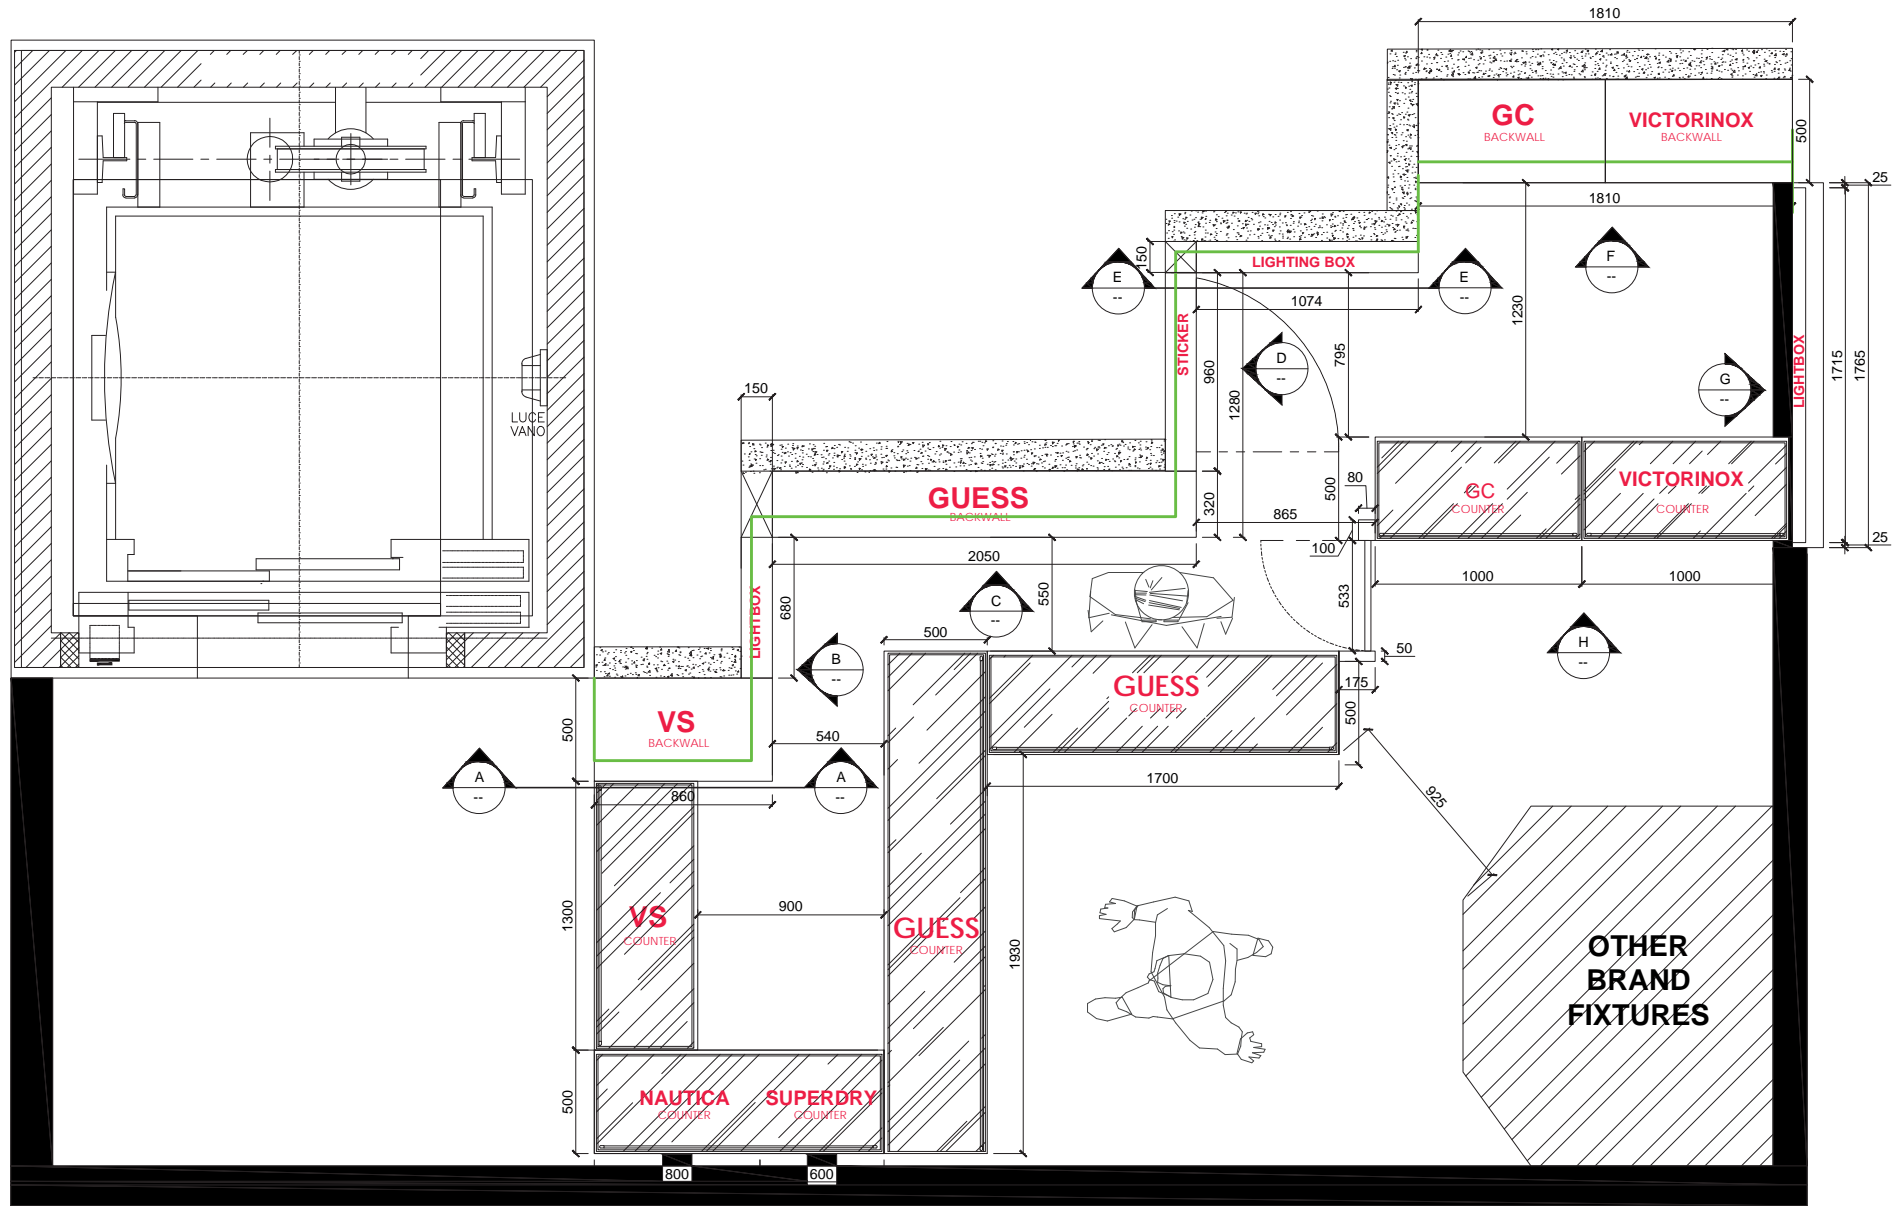 1810
GC
BACKWALL
VICTORINOX
BACKWALL
500
25
1810
150
LIGHTING BOX
E
--
E
--
F
--
1074
1230
STICKER
960
1280
D
--
795
G
--
LIGHTBOX
1715
1765
LUCE
VANO
150
GUESS
BACKWALL
320
80
500
865
100
GC
COUNTER
VICTORINOX
COUNTER
25
2050
550
533
1000
1000
LIGHTBOX
680
C
--
500
B
--
H
--
50
175
500
GUESS
COUNTER
VS
BACKWALL
500
540
A
--
A
--
860
1700
925
VS
COUNTER
1300
900
GUESS
COUNTER
1930
OTHER
BRAND
FIXTURES
500
NAUTICA
COUNTER
SUPERDRY
COUNTER
800
600